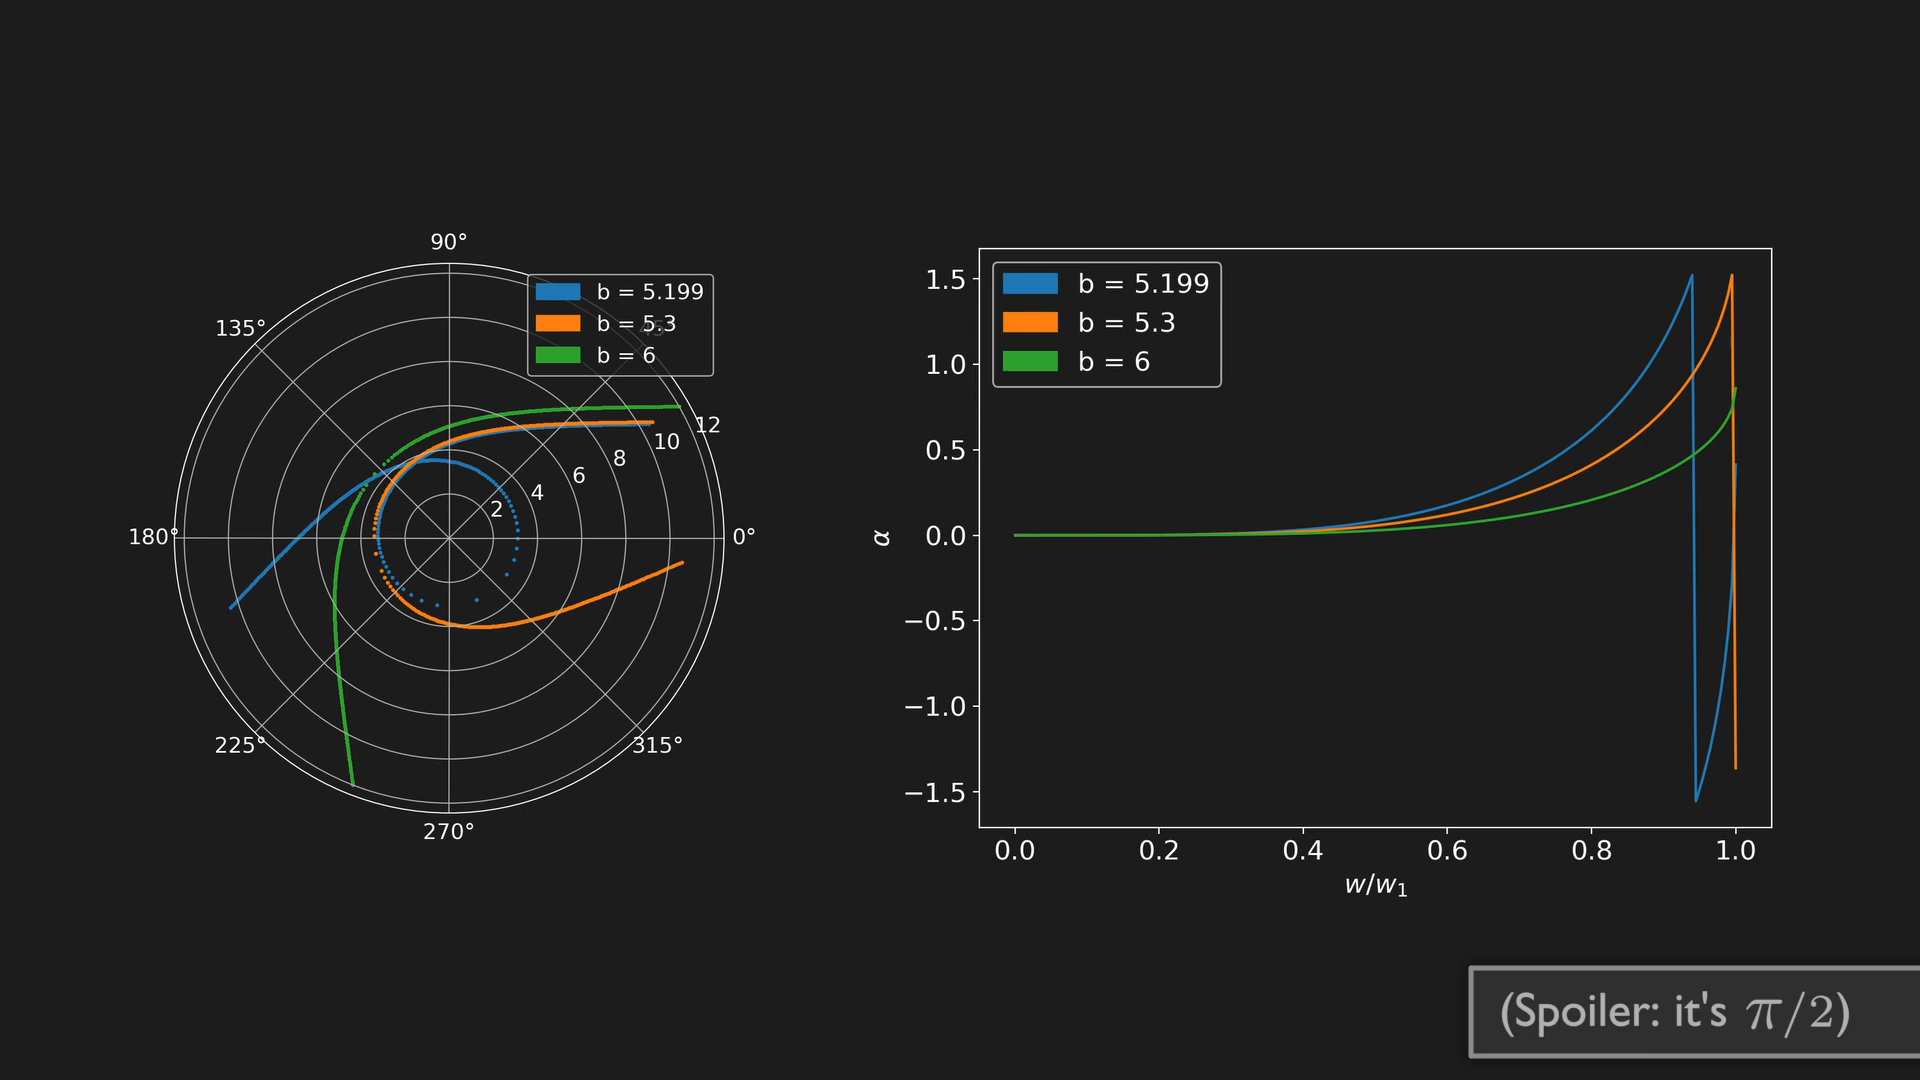 90°
135°
45°
180°
0°
225°
315°
270°
2
4
6
8
10
12
b = 5.199
b = 5.3
b = 6
b = 5.199
b = 5.3
b = 6
1.5
1.0
0.5
0.0
−0.5
−1.0
−1.5
α
0.0 0.2 0.4 0.6 0.8 1.0
w/w₁
(Spoiler: it's π/2)